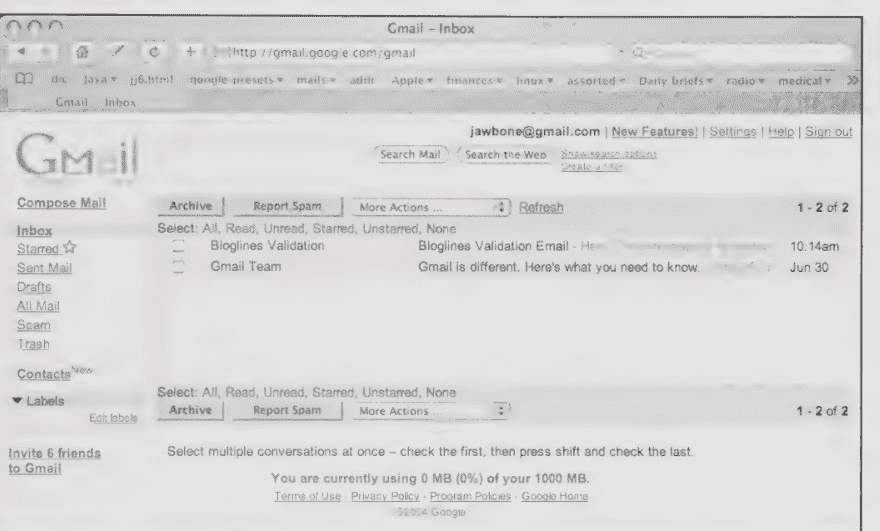 Gmail – Inbox
http://gmail.google.com/gmail
Java jj6.html google presets mails addr Apple finances linux assorted Daily briefs radio medical
Gmail Inbox
jawbone@gmail.com | New Features! | Settings | Help | Sign out
Gmail
Search Mail Search the Web Show search options
Create a filter
Compose Mail
Archive Report Spam More Actions ... Refresh 1 - 2 of 2
Select: All, Read, Unread, Starred, Unstarred, None
Inbox
Starred
Sent Mail
Drafts
All Mail
Spam
Trash
Contacts New
Labels
Edit labels
Invite 6 friends
to Gmail
Bloglines Validation Bloglines Validation Email - 10:14am
Gmail Team Gmail is different. Here's what you need to know. Jun 30
Select: All, Read, Unread, Starred, Unstarred, None
Archive Report Spam More Actions ... 1 - 2 of 2
Select multiple conversations at once – check the first, then press shift and check the last.
You are currently using 0 MB (0%) of your 1000 MB.
Terms of Use - Privacy Policy - Program Policies - Google Home
©2004 Google